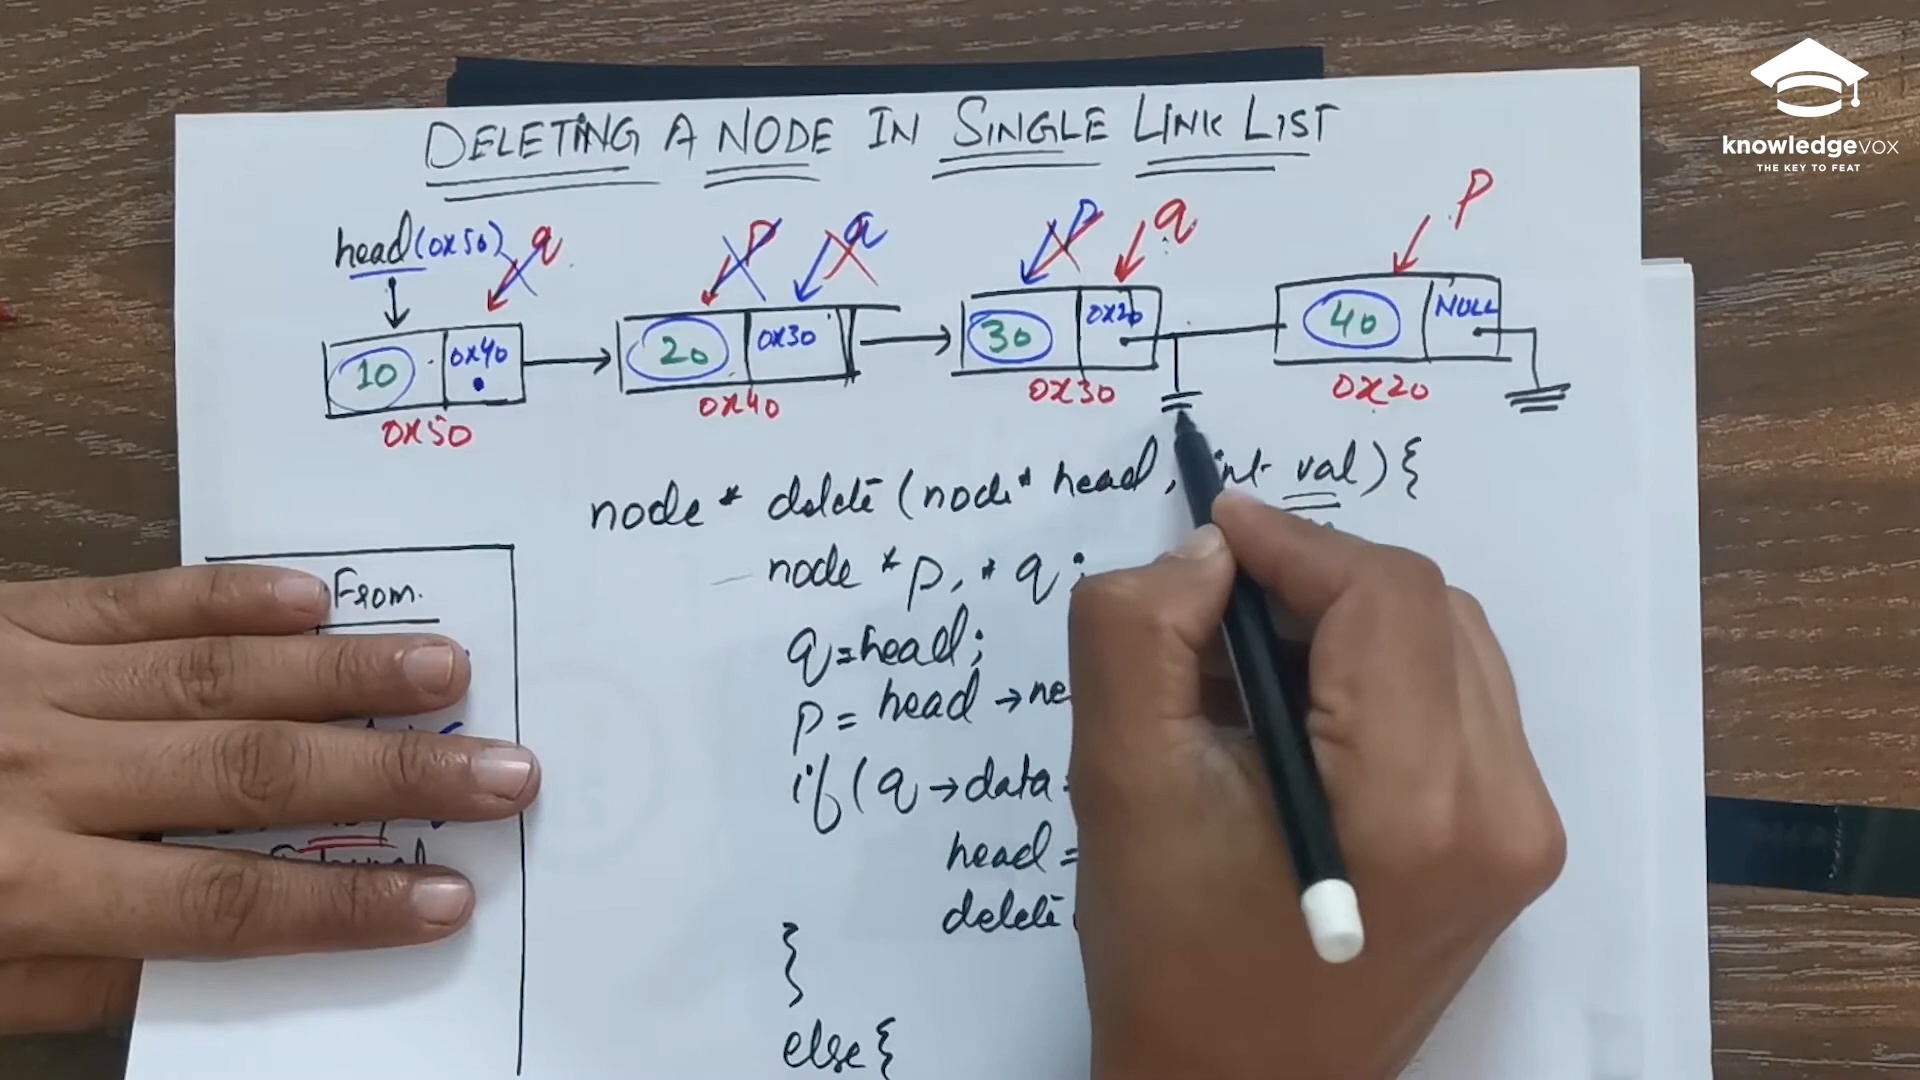 knowledgevox
THE KEY TO FEAT
DELETING A NODE IN SINGLE LINK LIST
head (0x50) q p q p q p
10 0x40 20 0x30 30 0x20 40 NULL
0x50 0x40 0x30 0x20
node * delete (node* head, int val) {
node *p, *q;
q = head;
p = head → ne
if (q → data =
head =
delete (
}
else {
From.